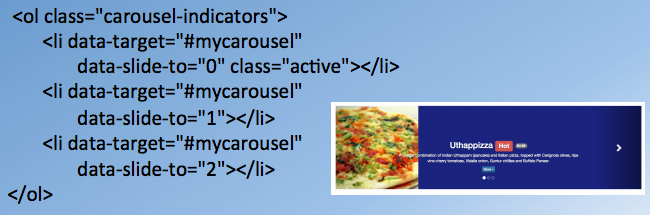 <ol class="carousel-indicators">
<li data-target="#mycarousel"
data-slide-to="0" class="active"></li>
<li data-target="#mycarousel"
data-slide-to="1"></li>
<li data-target="#mycarousel"
data-slide-to="2"></li>
</ol>
Uthappizza Hot
combination of Indian Uthappam (pancake) and Italian pizza, topped with Cerignola olives, ripe
vine cherry tomatoes, Vidalia onion, Guntur chillies and Buffalo Paneer.